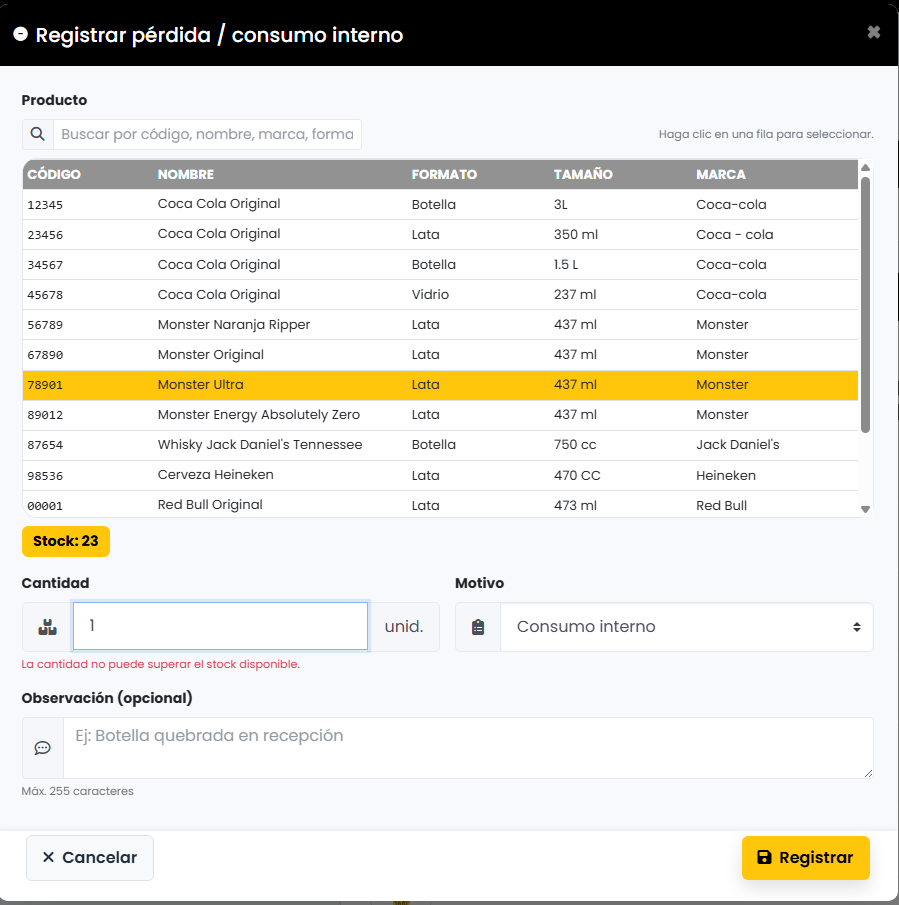 Registrar pérdida / consumo interno
Producto
Buscar por código, nombre, marca, forma
Haga clic en una fila para seleccionar.
CÓDIGO NOMBRE FORMATO TAMAÑO MARCA
12345 Coca Cola Original Botella 3L Coca-cola
23456 Coca Cola Original Lata 350 ml Coca - cola
34567 Coca Cola Original Botella 1.5 L Coca-cola
45678 Coca Cola Original Vidrio 237 ml Coca-cola
56789 Monster Naranja Ripper Lata 437 ml Monster
67890 Monster Original Lata 437 ml Monster
78901 Monster Ultra Lata 437 ml Monster
89012 Monster Energy Absolutely Zero Lata 437 ml Monster
87654 Whisky Jack Daniel's Tennessee Botella 750 cc Jack Daniel's
98536 Cerveza Heineken Lata 470 CC Heineken
00001 Red Bull Original Lata 473 ml Red Bull
Stock: 23
Cantidad Motivo
1 unid. Consumo interno
La cantidad no puede superar el stock disponible.
Observación (opcional)
Ej: Botella quebrada en recepción
Máx. 255 caracteres
Cancelar Registrar